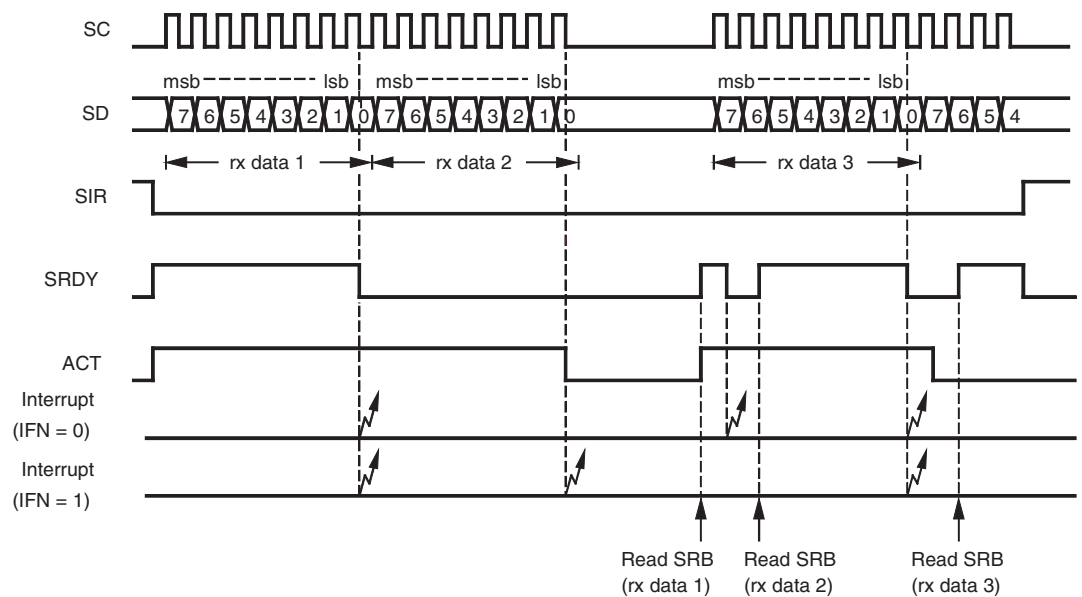 SC
msb lsb msb lsb msb lsb
SD
7 6 5 4 3 2 1 0 7 6 5 4 3 2 1 0 7 6 5 4 3 2 1 0 7 6 5 4
rx data 1 rx data 2 rx data 3
SIR
SRDY
ACT
Interrupt
(IFN = 0)
Interrupt
(IFN = 1)
Read SRB
(rx data 1)
Read SRB
(rx data 2)
Read SRB
(rx data 3)